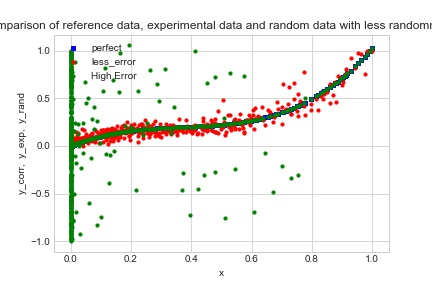 mparison of reference data, experimental data and random data with less random
perfect
less_error
High_Error
1.0
0.5
0.0
−0.5
−1.0
y_corr, y_exp, y_rand
0.0 0.2 0.4 0.6 0.8 1.0
x